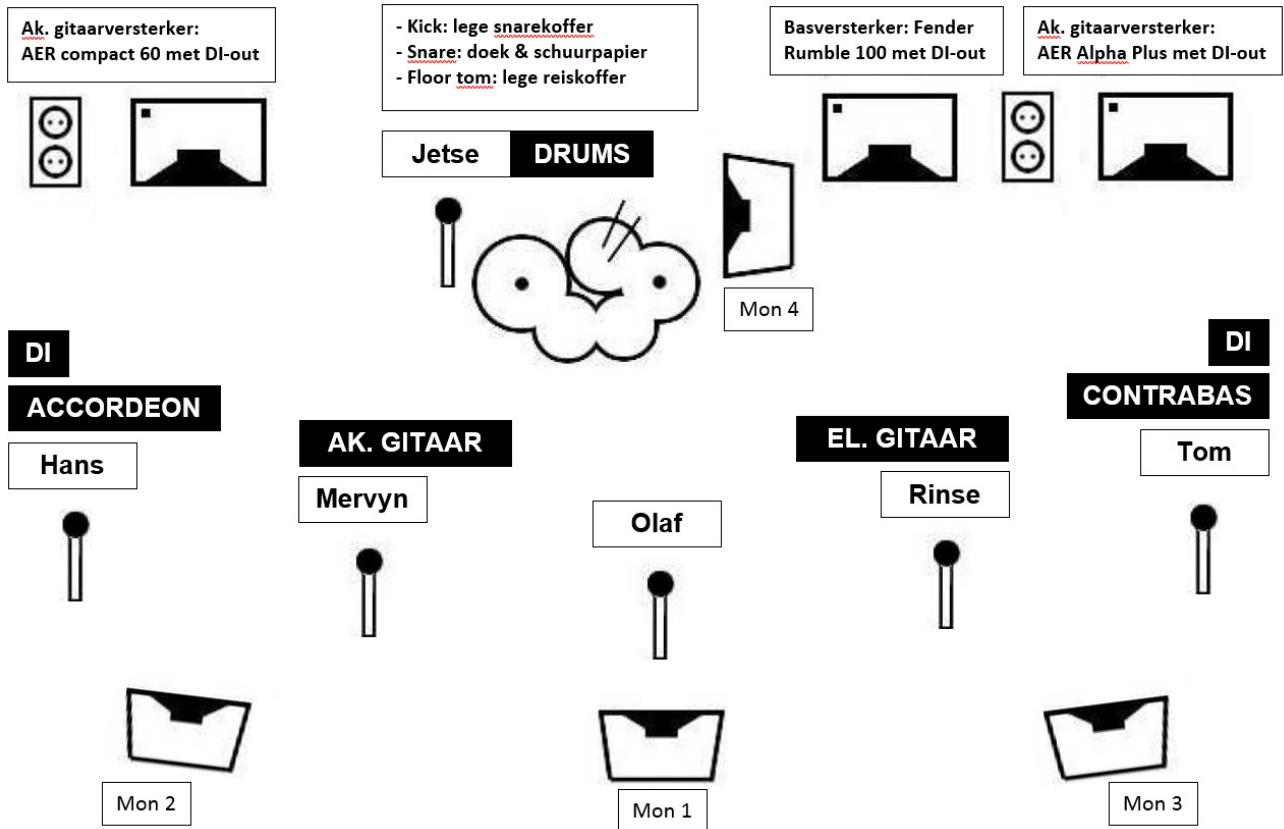 Ak. gitaarversterker:
AER compact 60 met DI-out
- Kick: lege snarekoffer
- Snare: doek & schuurpapier
- Floor tom: lege reiskoffer
Basversterker: Fender
Rumble 100 met DI-out
Ak. gitaarversterker:
AER Alpha Plus met DI-out
Jetse
DRUMS
Mon 4
DI
ACCORDEON
Hans
AK. GITAAR
Mervyn
Olaf
EL. GITAAR
Rinse
DI
CONTRABAS
Tom
Mon 2
Mon 1
Mon 3